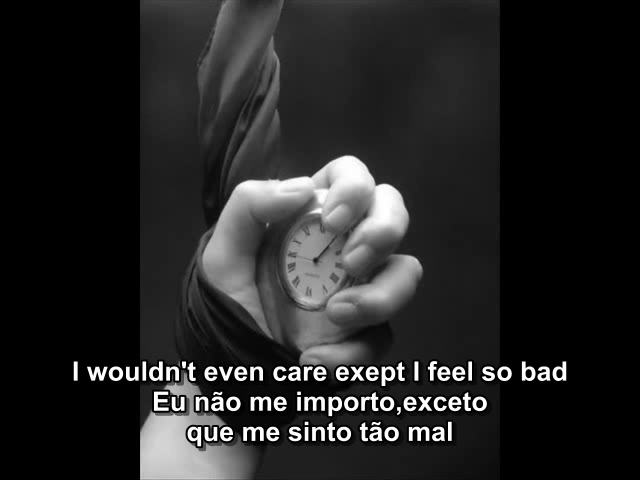 I wouldn't even care exept I feel so bad
Eu não me importo,exceto
que me sinto tão mal